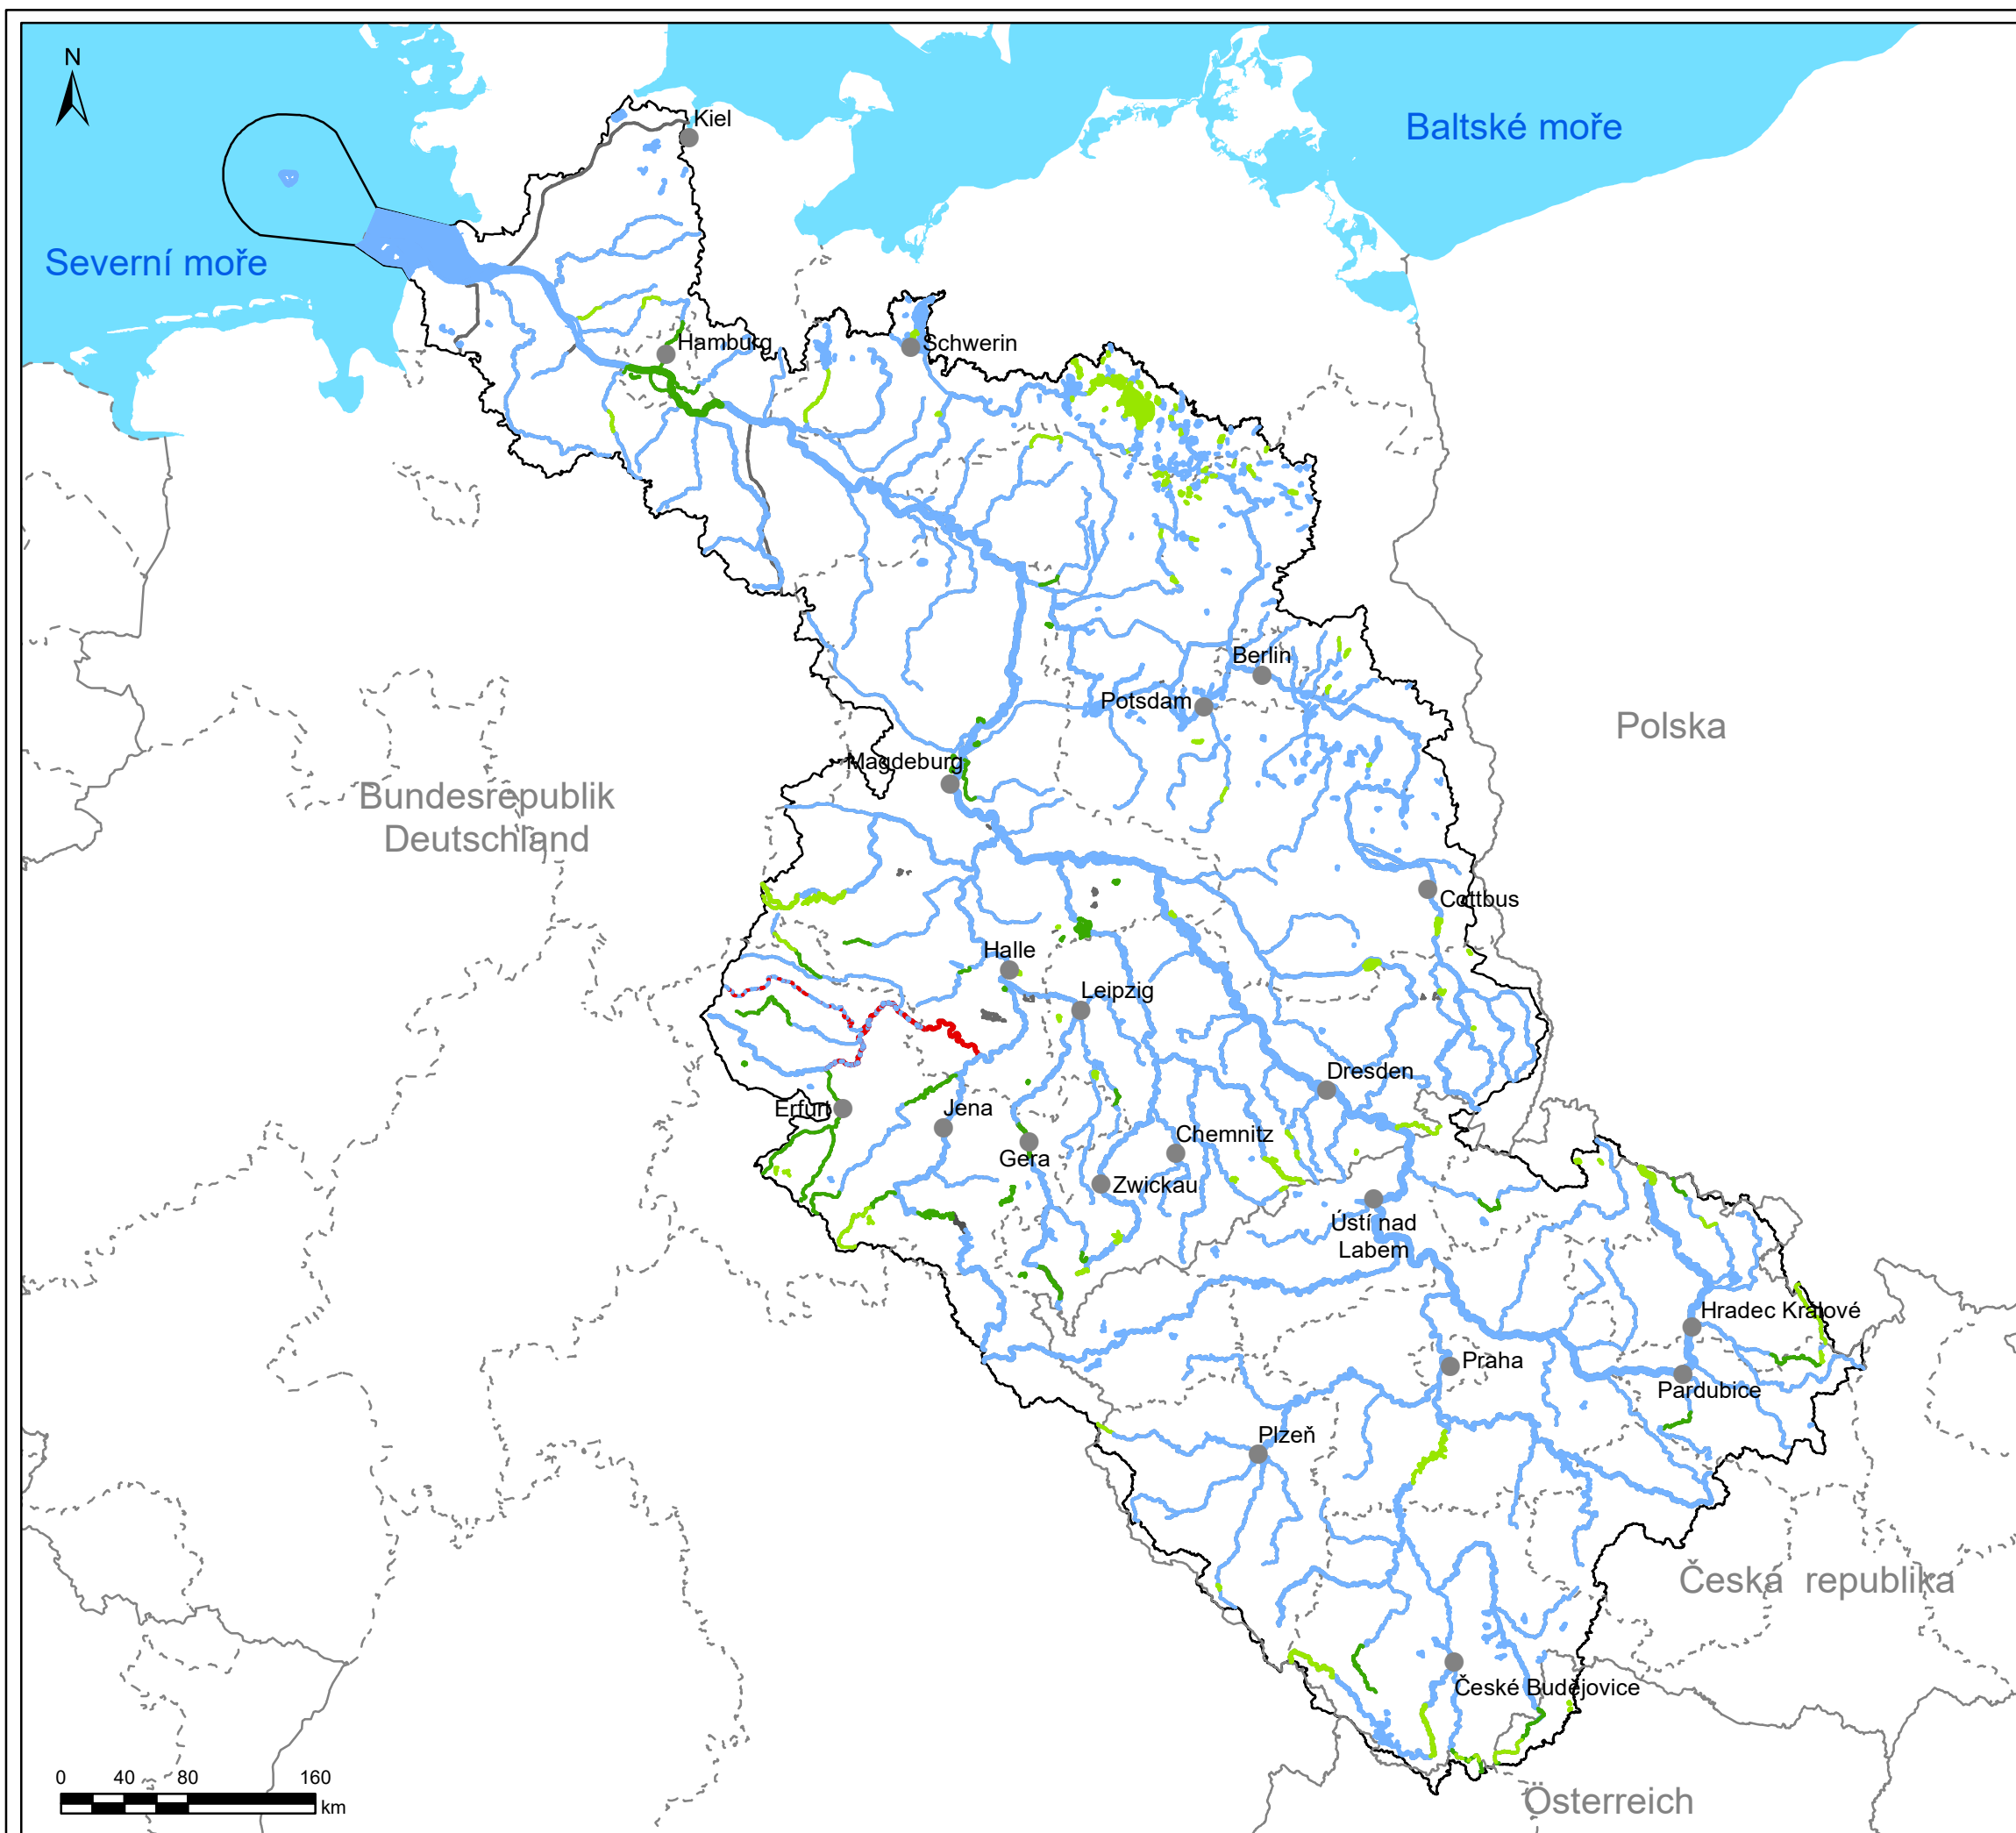 N
Kiel
Baltské moře
Severní moře
Hamburg
Schwerin
Berlin
Potsdam
Polska
Magdeburg
Bundesrepublik
Deutschland
Cottbus
Halle
Leipzig
Dresden
Erfurt
Jena
Chemnitz
Gera
Zwickau
Ústí nad
Labem
Hradec Králové
Praha
Pardubice
Plzeň
Česká republika
České Budějovice
0 40 80 160
km
Österreich